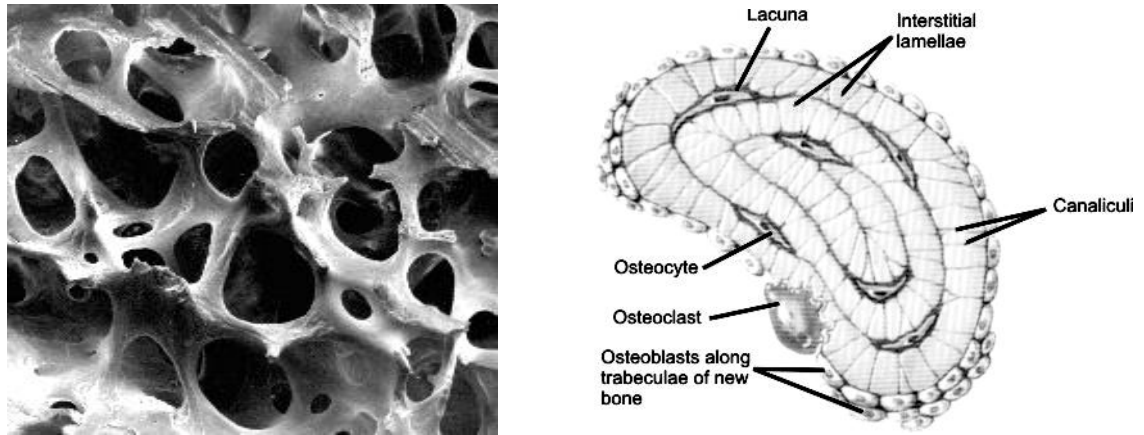 Lacuna
Interstitial
lamellae
Canaliculi
Osteocyte
Osteoclast
Osteoblasts along
trabeculae of new
bone